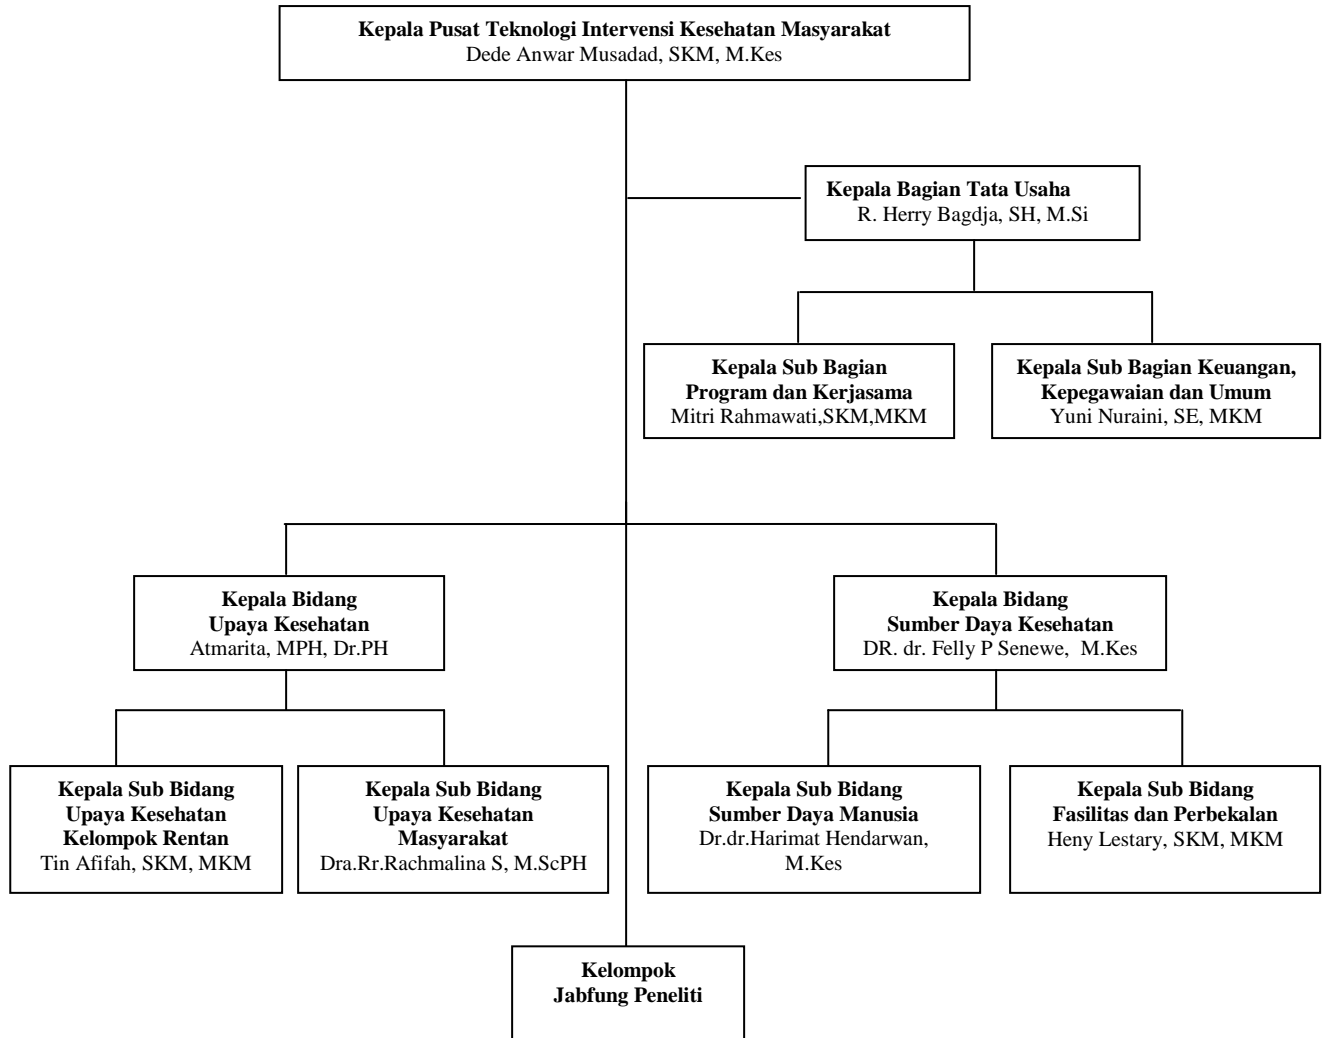 Kepala Pusat Teknologi Intervensi Kesehatan Masyarakat
Dede Anwar Musadad, SKM, M.Kes
Kepala Bagian Tata Usaha
R. Herry Bagdja, SH, M.Si
Kepala Sub Bagian
Program dan Kerjasama
Mitri Rahmawati,SKM,MKM
Kepala Sub Bagian Keuangan,
Kepegawaian dan Umum
Yuni Nuraini, SE, MKM
Kepala Bidang
Upaya Kesehatan
Atmarita, MPH, Dr.PH
Kepala Bidang
Sumber Daya Kesehatan
DR. dr. Felly P Senewe, M.Kes
Kepala Sub Bidang
Upaya Kesehatan
Kelompok Rentan
Tin Afifah, SKM, MKM
Kepala Sub Bidang
Upaya Kesehatan
Masyarakat
Dra.Rr.Rachmalina S, M.ScPH
Kepala Sub Bidang
Sumber Daya Manusia
Dr.dr.Harimat Hendarwan,
M.Kes
Kepala Sub Bidang
Fasilitas dan Perbekalan
Heny Lestary, SKM, MKM
Kelompok
Jabfung Peneliti